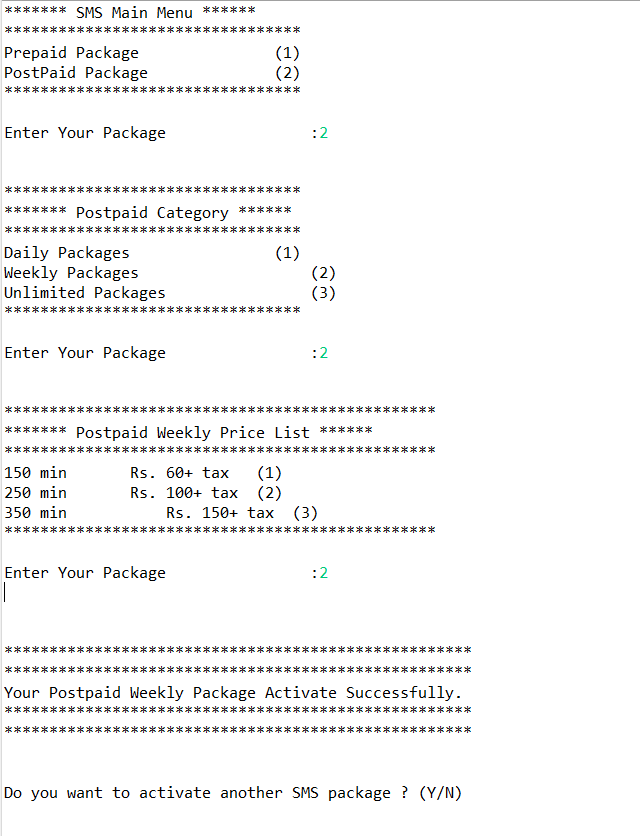 ******* SMS Main Menu ******
*********************************
Prepaid Package               (1)
PostPaid Package              (2)
*********************************
Enter Your Package                :2
*********************************
******* Postpaid Category ******
*********************************
Daily Packages                (1)
Weekly Packages                   (2)
Unlimited Packages                (3)
*********************************
Enter Your Package                :2
************************************************
******* Postpaid Weekly Price List ******
************************************************
150 min       Rs. 60+ tax   (1)
250 min       Rs. 100+ tax  (2)
350 min           Rs. 150+ tax  (3)
************************************************
Enter Your Package                :2
****************************************************
****************************************************
Your Postpaid Weekly Package Activate Successfully.
****************************************************
****************************************************
Do you want to activate another SMS package ? (Y/N)